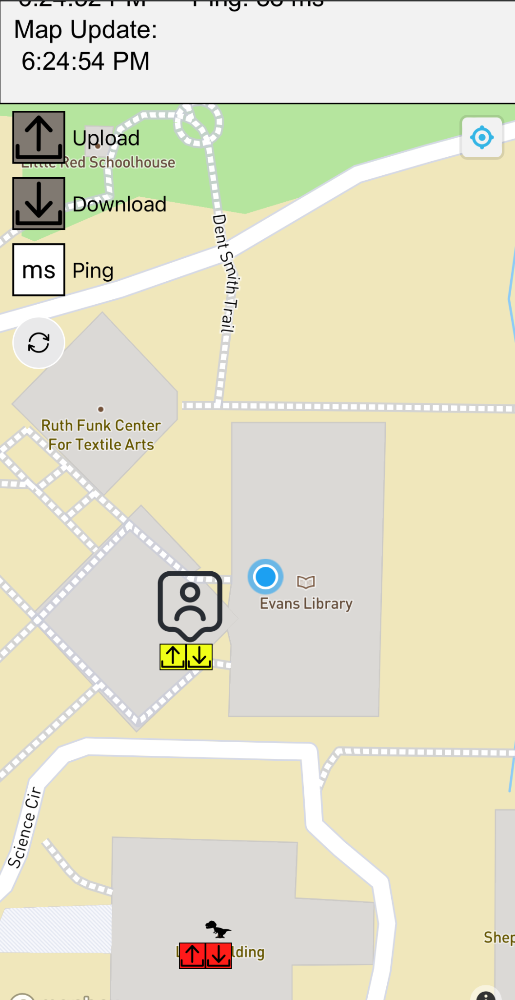 Map Update:
6:24:54 PM
Upload
Little Red Schoolhouse
Download
Dent Smith Trail
ms Ping
Ruth Funk Center
For Textile Arts
Evans Library
Science Cir